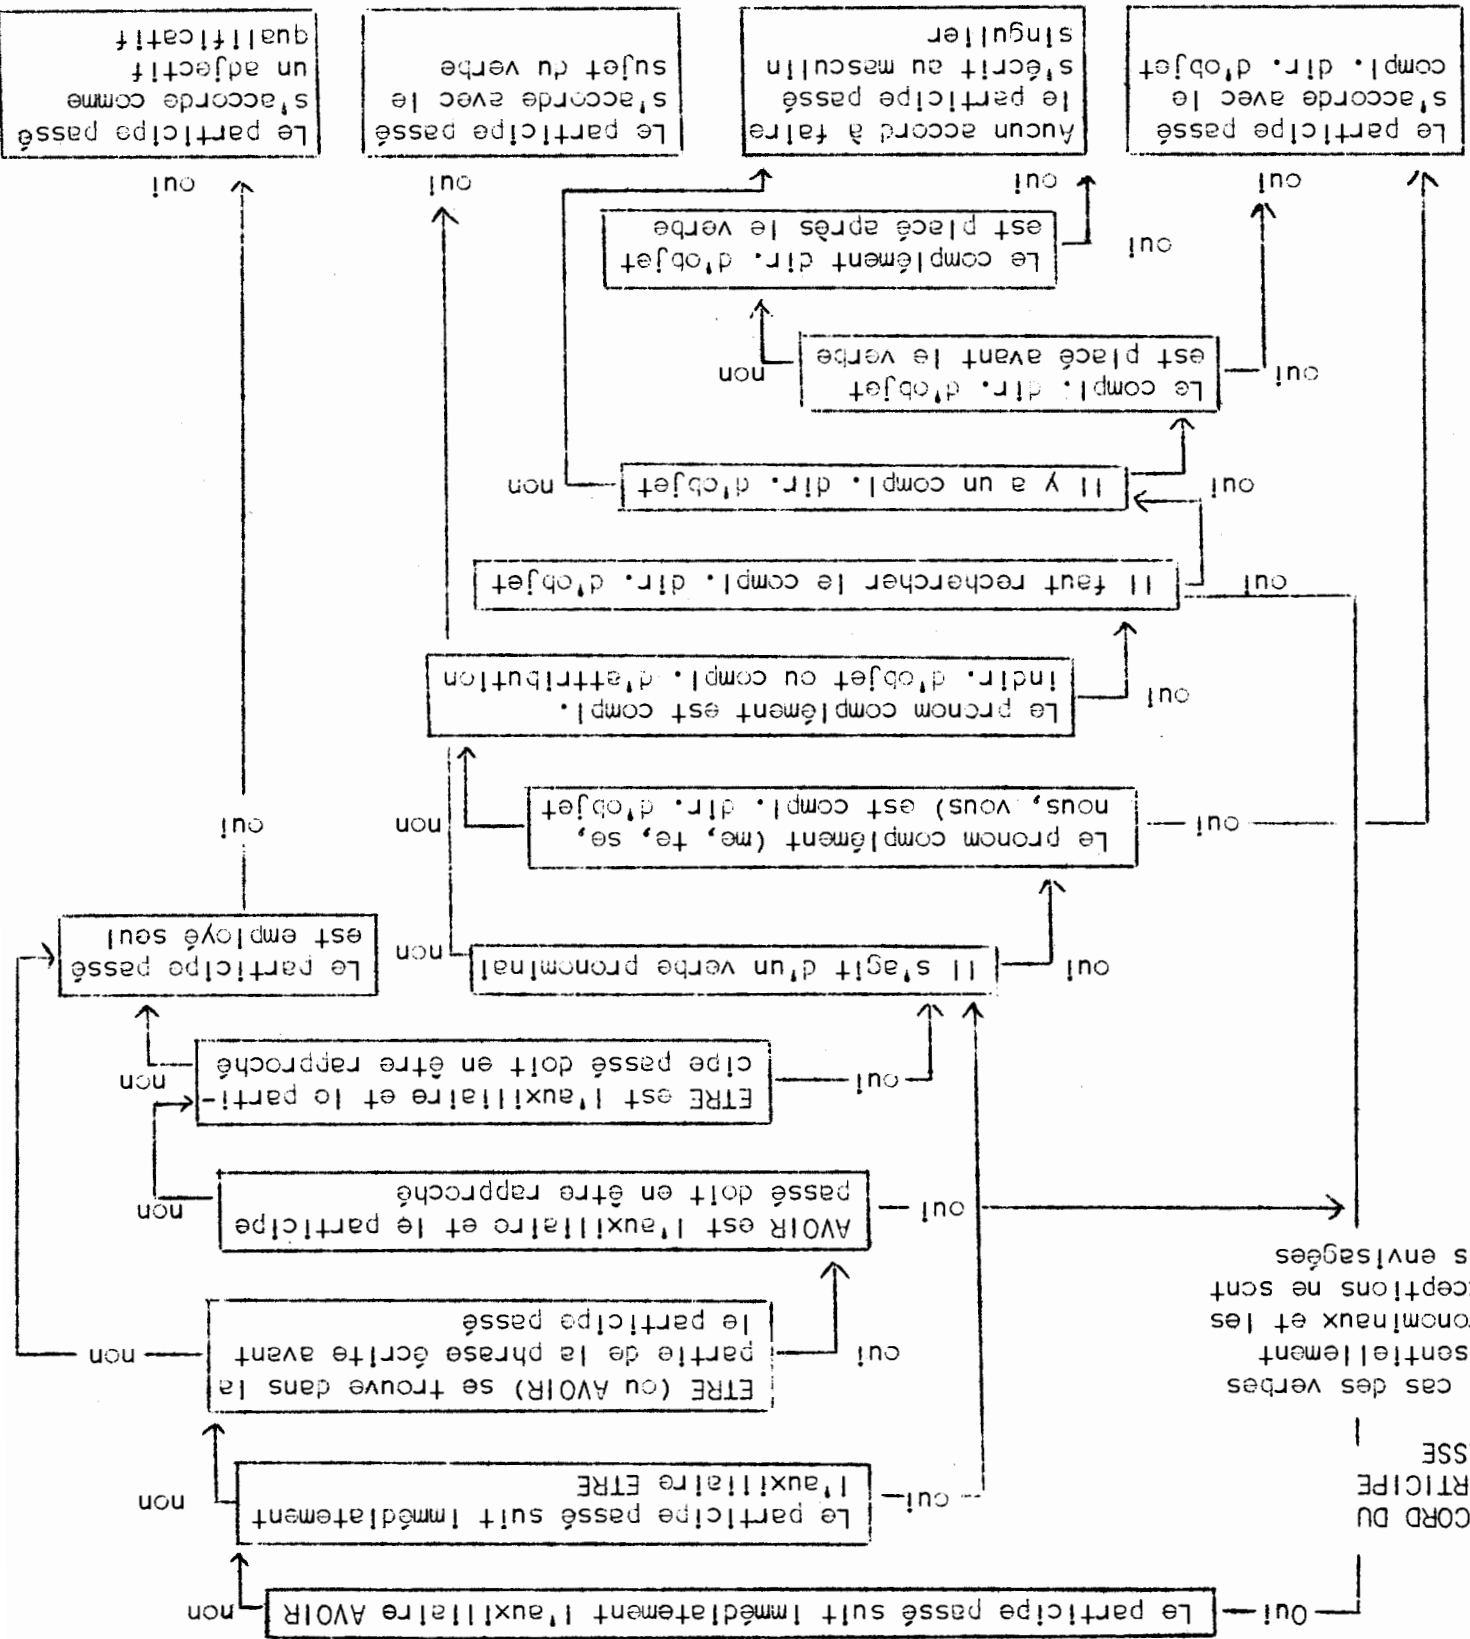 Oui
Le participe passé suit immédiatement l'auxiliaire AVOIR
non
CORD DU
RTICIPE
SSE
cas des verbes
sentiellement
onominaux et les
ceptions ne sont
s envisagées
oui
Le participe passé suit immédiatement
l'auxiliaire ETRE
non
oui
ETRE (ou AVOIR) se trouve dans la
partie de la phrase écrite avant
le participe passé
non
oui
AVOIR est l'auxiliaire et le participe
passé doit en être rapproché
non
oui
ETRE est l'auxiliaire et le parti-
cipe passé doit en être rapproché
non
oui
Il s'agit d'un verbe pronominal
non
Le participe passé
est employé seul
oui
oui
Le pronom complément (me, te, se,
nous, vous) est compl. dir. d'objet
non
oui
Le pronom complément est compl.
indir. d'objet ou compl. d'attribution
oui
Il faut rechercher le compl. dir. d'objet
oui
Il y a un compl. dir. d'objet
non
oui
Le compl. dir. d'objet
est placé avant le verbe
non
oui
Le complément dir. d'objet
est placé après le verbe
oui
oui
oui
oui
Le participe passé
s'accorde avec le
compl. dir. d'objet
Aucun accord à faire
le participe passé
s'écrit au masculin
singulier
Le participe passé
s'accorde avec le
sujet du verbe
Le participe passé
s'accorde comme
un adjectif
qualificatif